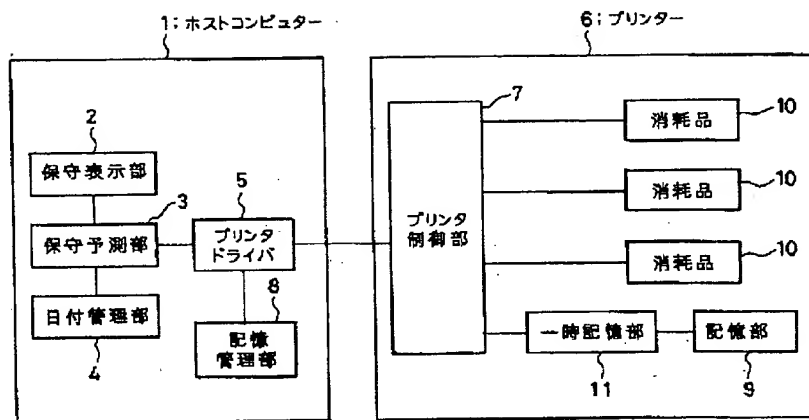 1;ホストコンピュター
6;プリンター
7
消耗品
10
2
保守表示部
消耗品
10
3
5
保守予測部
プリンタ
ドライバ
プリンタ
制御部
消耗品
10
日付管理部
4
8
記憶
管理部
一時記憶部
11
記憶部
9